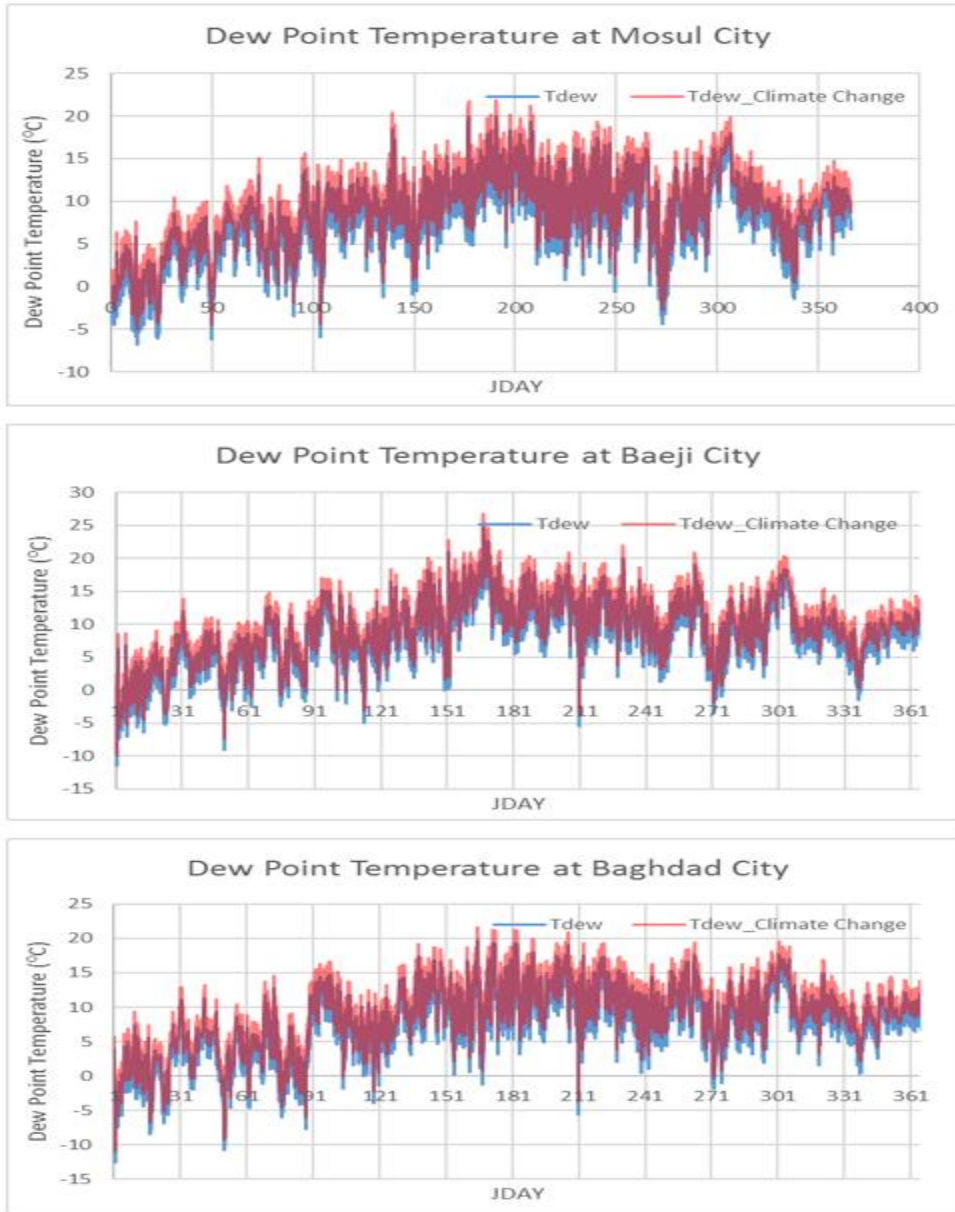 Dew Point Temperature at Mosul City
Tdew Tdew_Climate Change
Dew Point Temperature (°C)
25
20
15
10
5
0
-5
-10
0 50 100 150 200 250 300 350 400
JDAY
Dew Point Temperature at Baeji City
Tdew Tdew_Climate Change
Dew Point Temperature (°C)
30
25
20
15
10
5
0
-5
-10
-15
31 61 91 121 151 181 211 241 271 301 331 361
JDAY
Dew Point Temperature at Baghdad City
Tdew Tdew_Climate Change
Dew Point Temperature (°C)
25
20
15
10
5
0
-5
-10
-15
31 61 91 121 151 181 211 241 271 301 331 361
JDAY